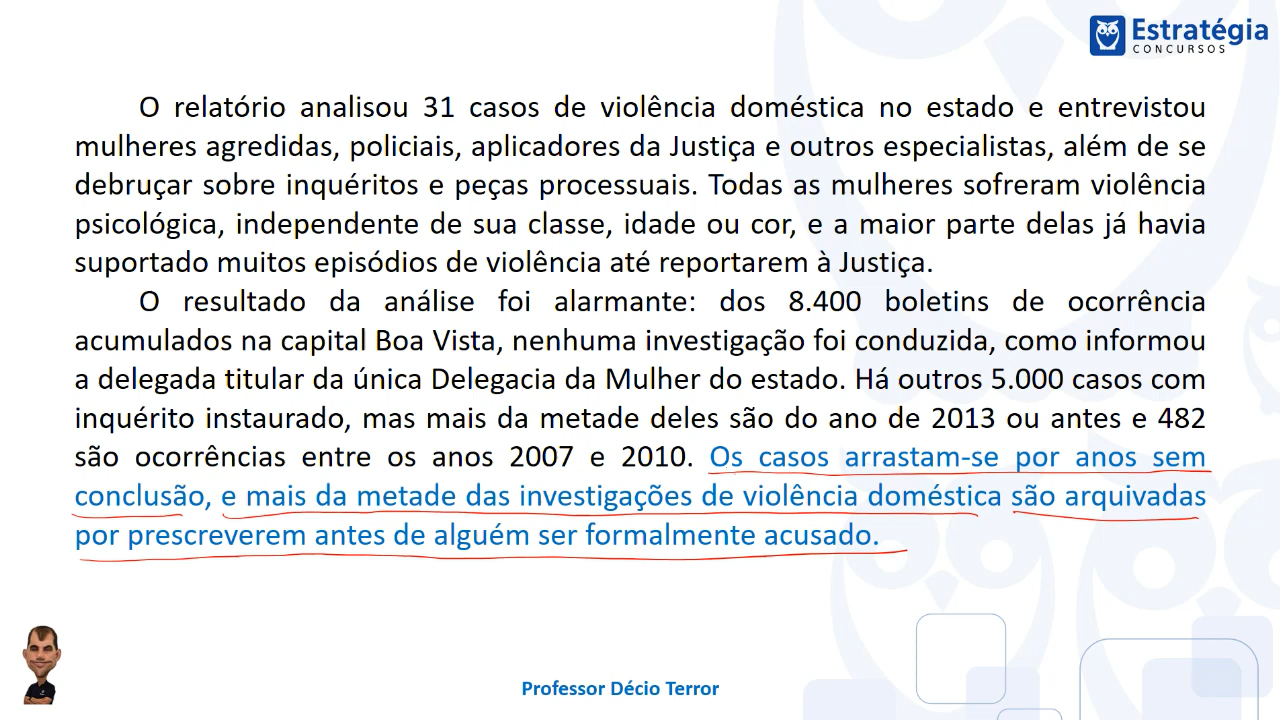 Estratégia
CONCURSOS
O relatório analisou 31 casos de violência doméstica no estado e entrevistou
mulheres agredidas, policiais, aplicadores da Justiça e outros especialistas, além de se
debruçar sobre inquéritos e peças processuais. Todas as mulheres sofreram violência
psicológica, independente de sua classe, idade ou cor, e a maior parte delas já havia
suportado muitos episódios de violência até reportarem à Justiça.
O resultado da análise foi alarmante: dos 8.400 boletins de ocorrência
acumulados na capital Boa Vista, nenhuma investigação foi conduzida, como informou
a delegada titular da única Delegacia da Mulher do estado. Há outros 5.000 casos com
inquérito instaurado, mas mais da metade deles são do ano de 2013 ou antes e 482
são ocorrências entre os anos 2007 e 2010. Os casos arrastam-se por anos sem
conclusão, e mais da metade das investigações de violência doméstica são arquivadas
por prescreverem antes de alguém ser formalmente acusado.
Professor Décio Terror